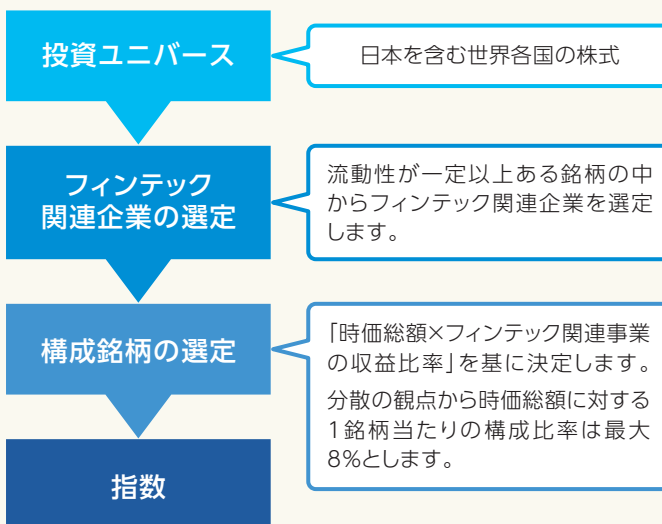 投資ユニバース
日本を含む世界各国の株式
フィンテック
関連企業の選定
流動性が一定以上ある銘柄の中
からフィンテック関連企業を選定
します。
構成銘柄の選定
「時価総額×フィンテック関連事業
の収益比率」を基に決定します。
分散の観点から時価総額に対する
1銘柄当たりの構成比率は最大
8%とします。
指数